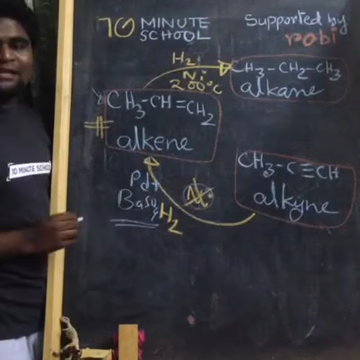 10 MINUTE
SCHOOL
Supported by
robi
H₂
Ni
200°C
CH₃-CH₂-CH₃
alkane
CH₃-CH=CH₂
alkene
CH₃-C≡CH
alkyne
Pd+
BaSO₄
H₂
10 MINUTE SCHOOL